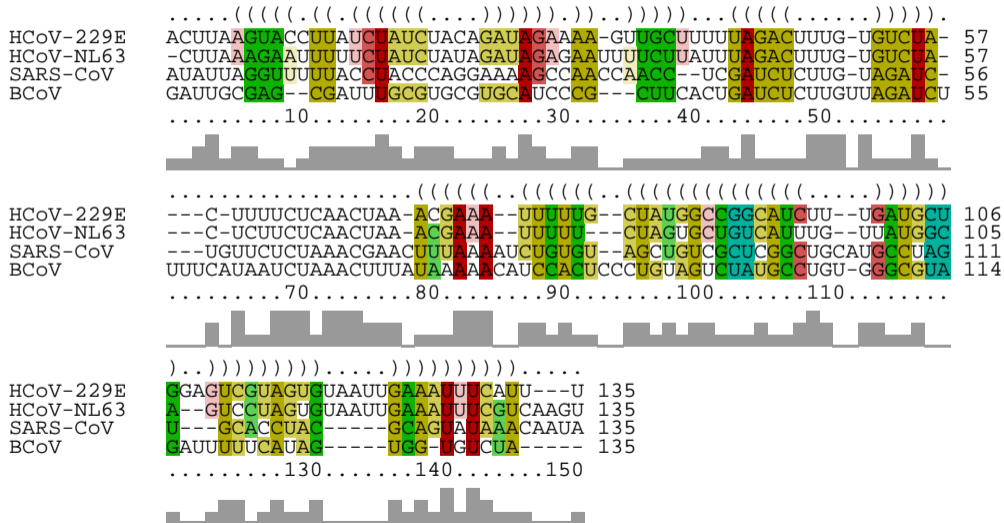 .....(((((.((.((((((....)))))).))..)))))...(((((......))))).
HCoV-229E ACUUAAGUACCUUAUCUAUCUACAGAUAGAAAA-GUUGCUUUUUAGACUUUG-UGUCUA- 57
HCoV-NL63 -CUUAAAGAAUUUUUCUAUCUAUAGAUAGAGAAUUUUCUUAUUUAGACUUUG-UGUCUA- 57
SARS-CoV AUAUUAGGUUUUUACCUACCCAGGAAAAGCCAACCAACC--UCGAUCUCUUG-UAGAUC- 56
BCoV GAUUGCGAG--CGAUUUGCGUGCGUGCAUCCCG---CUUCACUGAUCUCUUGUUAGAUCU 55
.........10........20........30........40........50.........
...................((((((..((((((..((((((((((((((.....))))))
HCoV-229E ---C-UUUUCUCAACUAA-ACGAAA--UUUUUG--CUAUGGCCGGCAUCUU--UGAUGCU 106
HCoV-NL63 ---C-UCUUCUCAACUAA-ACGAAA--UUUUU---CUAGUGCUGUCAUUUG--UUAUGGC 105
SARS-CoV ---UGUUCUCUAAACGAACUUUAAAAUCUGUGU--AGCUGUCGCUCGGCUGCAUGCCUAG 111
BCoV UUUCAUAAUCUAAACUUUAUAAAAACAUCCACUCCCUGUAGUCUAUGCCUGU-GGGCGUA 114
.........70........80........90........100.......110........
)..))))))))).....)))))))))).....
HCoV-229E GGAGUCGUAGUGUAAUUGAAAUUUCAUU---U 135
HCoV-NL63 A--GUCCUAGUGUAAUUGAAAUUUCGUCAAGU 135
SARS-CoV U---GCACCUAC-----GCAGUAUAAACAAUA 135
BCoV GAUUUUUCAUAG-----UGG-UGUCUA----- 135
.........130.......140.......150